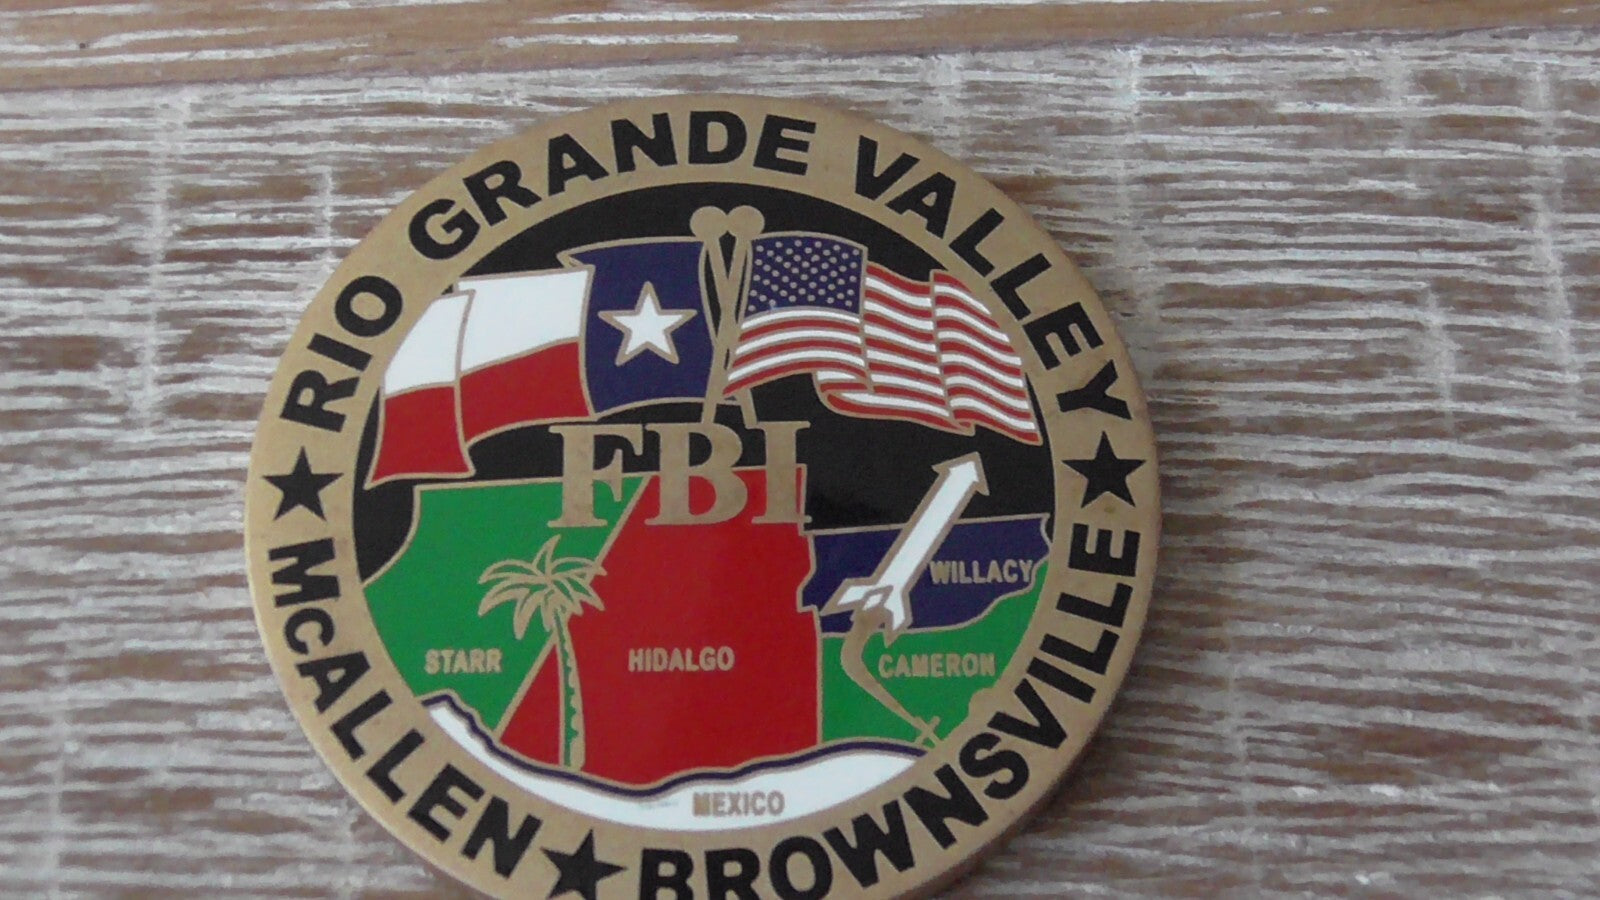 RIO GRANDE VALLEY
FBI
WILLACY
STARR
HIDALGO
CAMERON
MEXICO
McALLEN
BROWNSVILLE